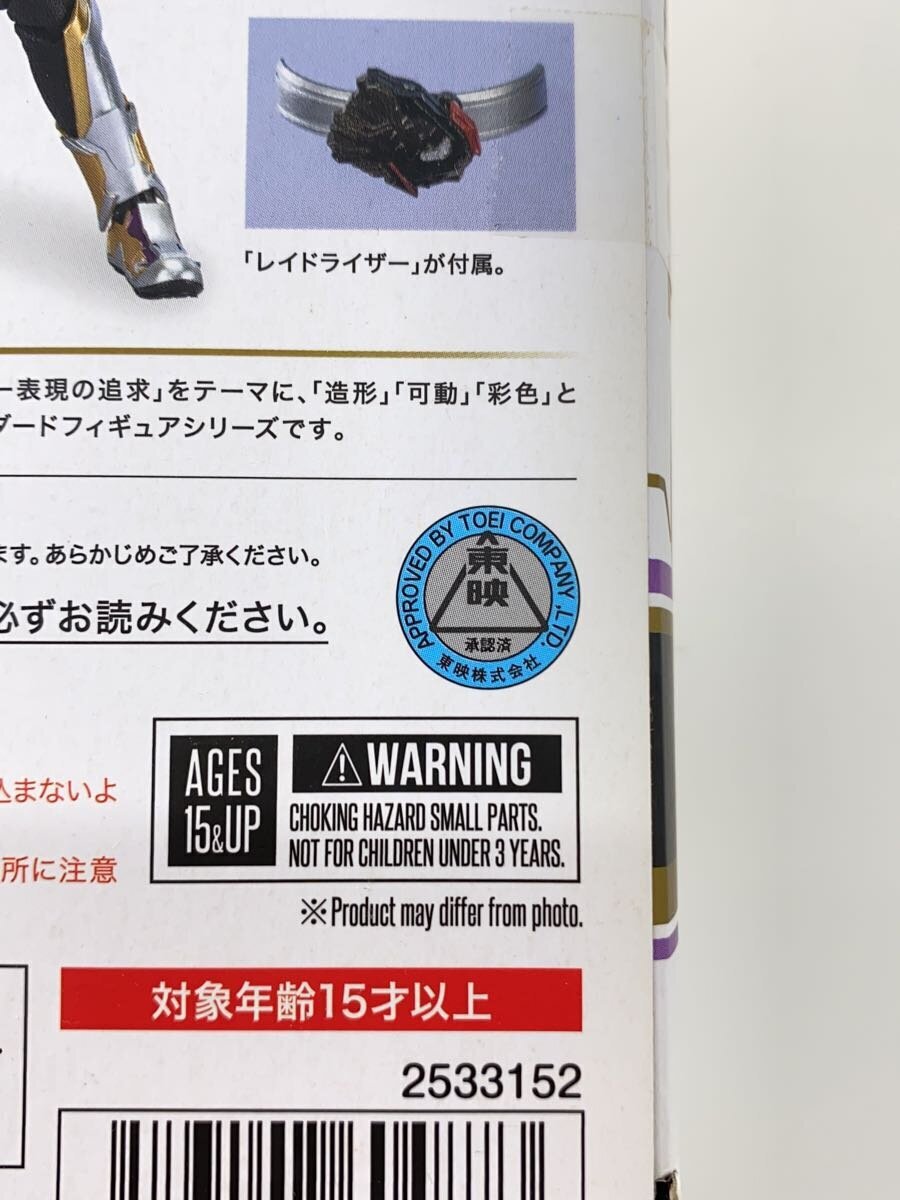 「レイドライザー」が付属。
ー表現の追求」をテーマに、「造形」「可動」「彩色」と
ダードフィギュアシリーズです。
ます。あらかじめご了承ください。
必ずお読みください。
APPROVED BY TOEI COMPANY,LTD.
東映
承認済
東映株式会社
AGES
15&UP
⚠WARNING
CHOKING HAZARD SMALL PARTS.
NOT FOR CHILDREN UNDER 3 YEARS.
込まないよ
所に注意
※Product may differ from photo.
対象年齢15才以上
2533152